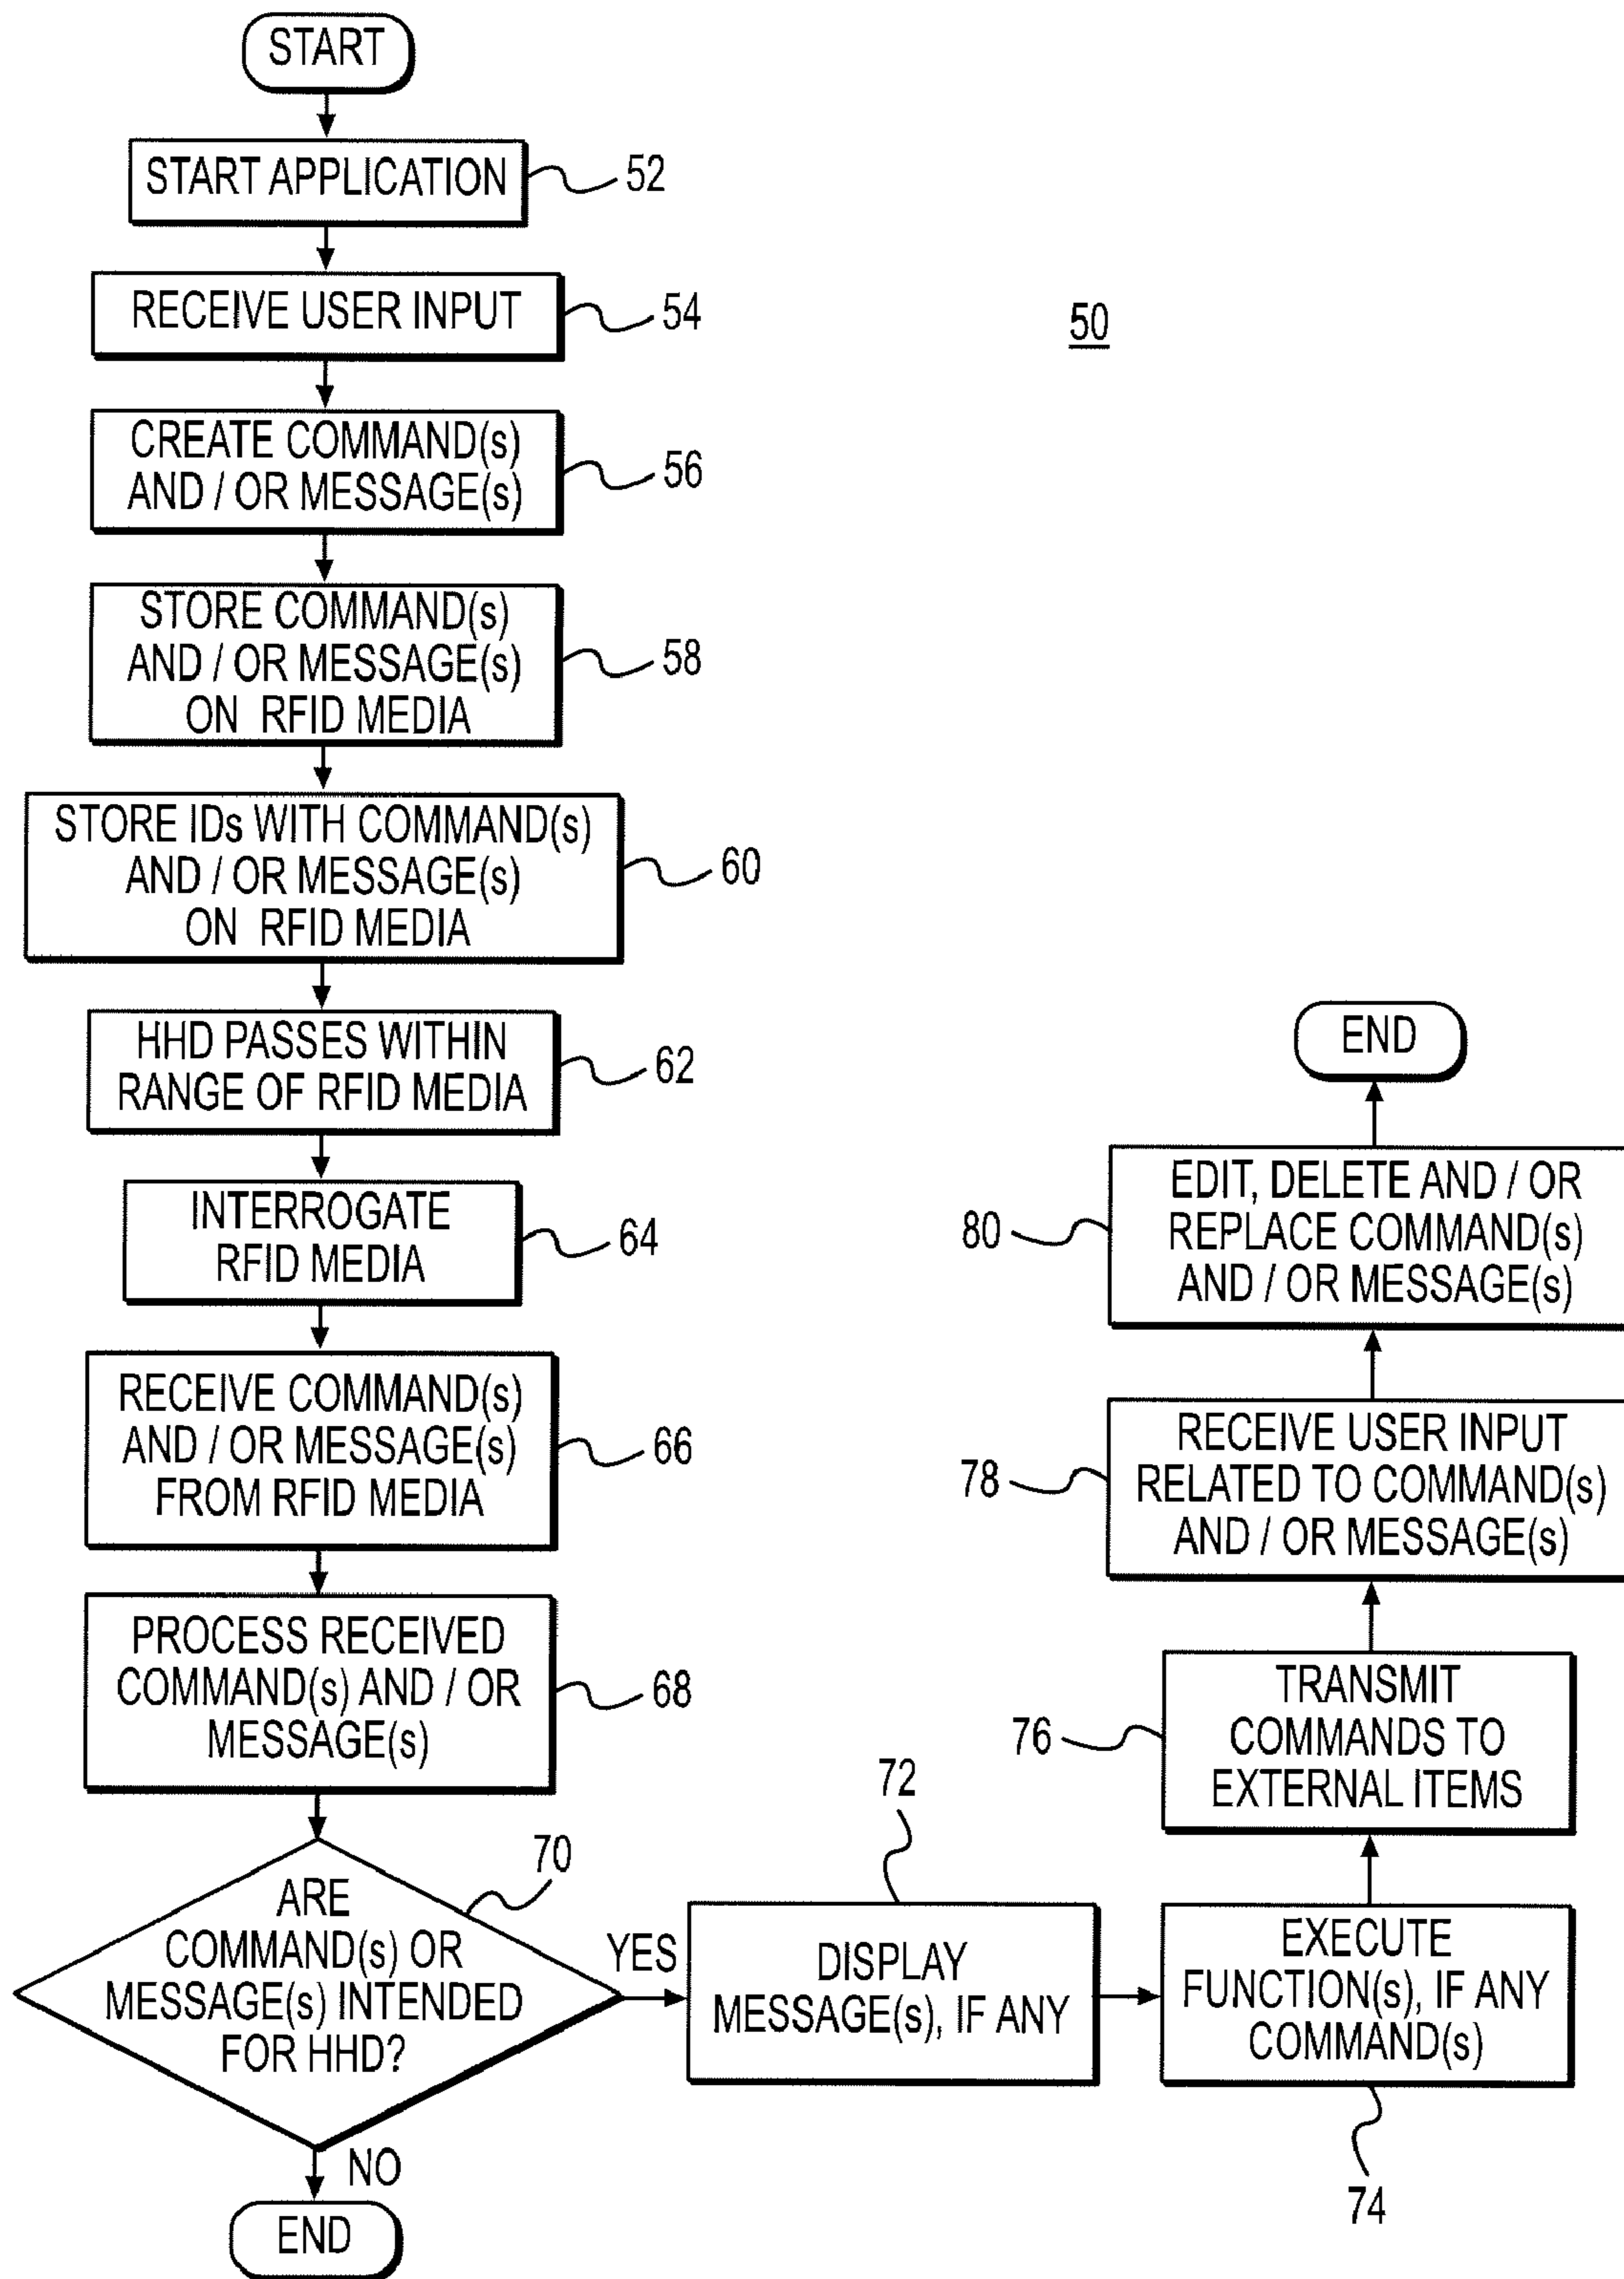 START
START APPLICATION
52
RECEIVE USER INPUT
54
50
CREATE COMMAND(s)
AND / OR MESSAGE(s)
56
STORE COMMAND(s)
AND / OR MESSAGE(s)
ON RFID MEDIA
58
STORE IDs WITH COMMAND(s)
AND / OR MESSAGE(s)
ON RFID MEDIA
60
HHD PASSES WITHIN
RANGE OF RFID MEDIA
62
INTERROGATE
RFID MEDIA
64
RECEIVE COMMAND(s)
AND / OR MESSAGE(s)
FROM RFID MEDIA
66
PROCESS RECEIVED
COMMAND(s) AND / OR
MESSAGE(s)
68
ARE
COMMAND(s) OR
MESSAGE(s) INTENDED
FOR HHD?
70
NO
END
YES
72
DISPLAY
MESSAGE(s), IF ANY
EXECUTE
FUNCTION(s), IF ANY
COMMAND(s)
74
TRANSMIT
COMMANDS TO
EXTERNAL ITEMS
76
RECEIVE USER INPUT
RELATED TO COMMAND(s)
AND / OR MESSAGE(s)
78
EDIT, DELETE AND / OR
REPLACE COMMAND(s)
AND / OR MESSAGE(s)
80
END